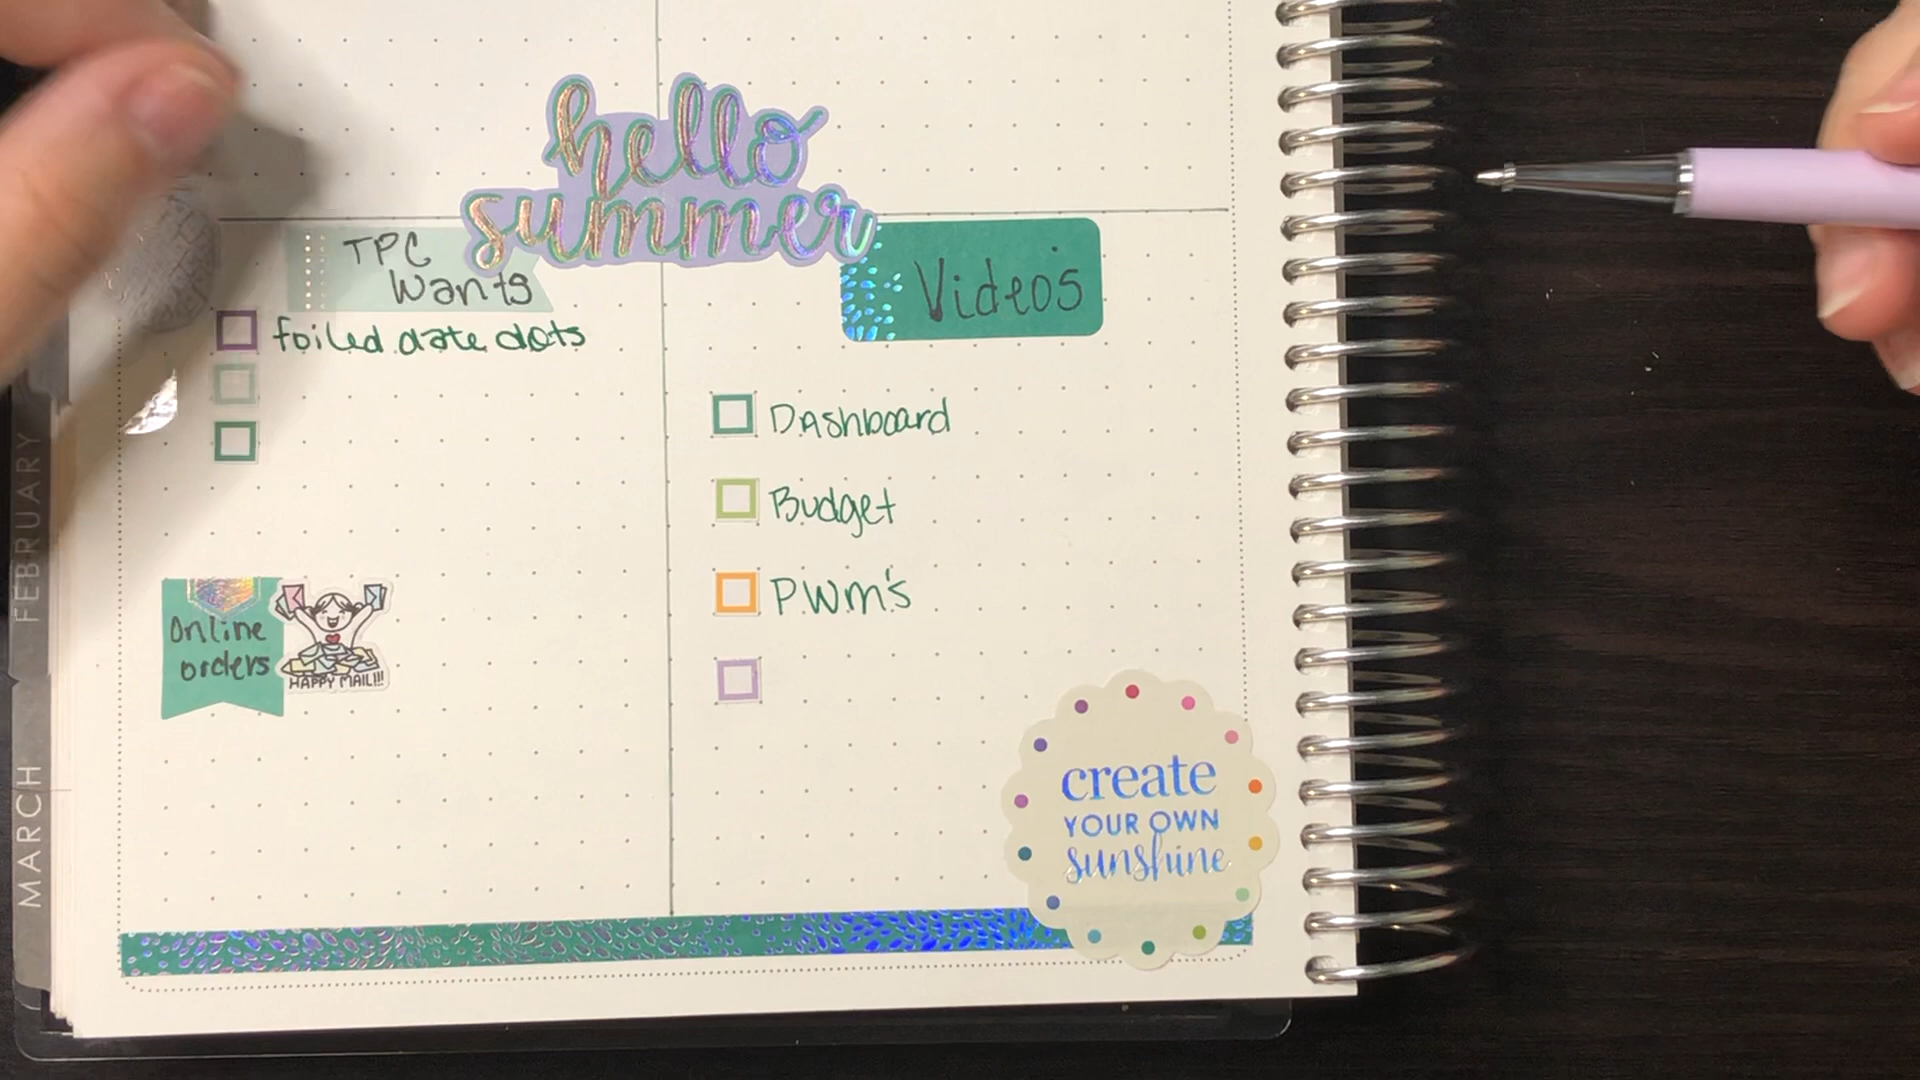 hello
summer
TPC
Wants
foiled date dots
Videos
Dashboard
Budget
PWM's
Online
orders
HAPPY MAIL!!!
create
YOUR OWN
sunshine
FEBRUARY
MARCH